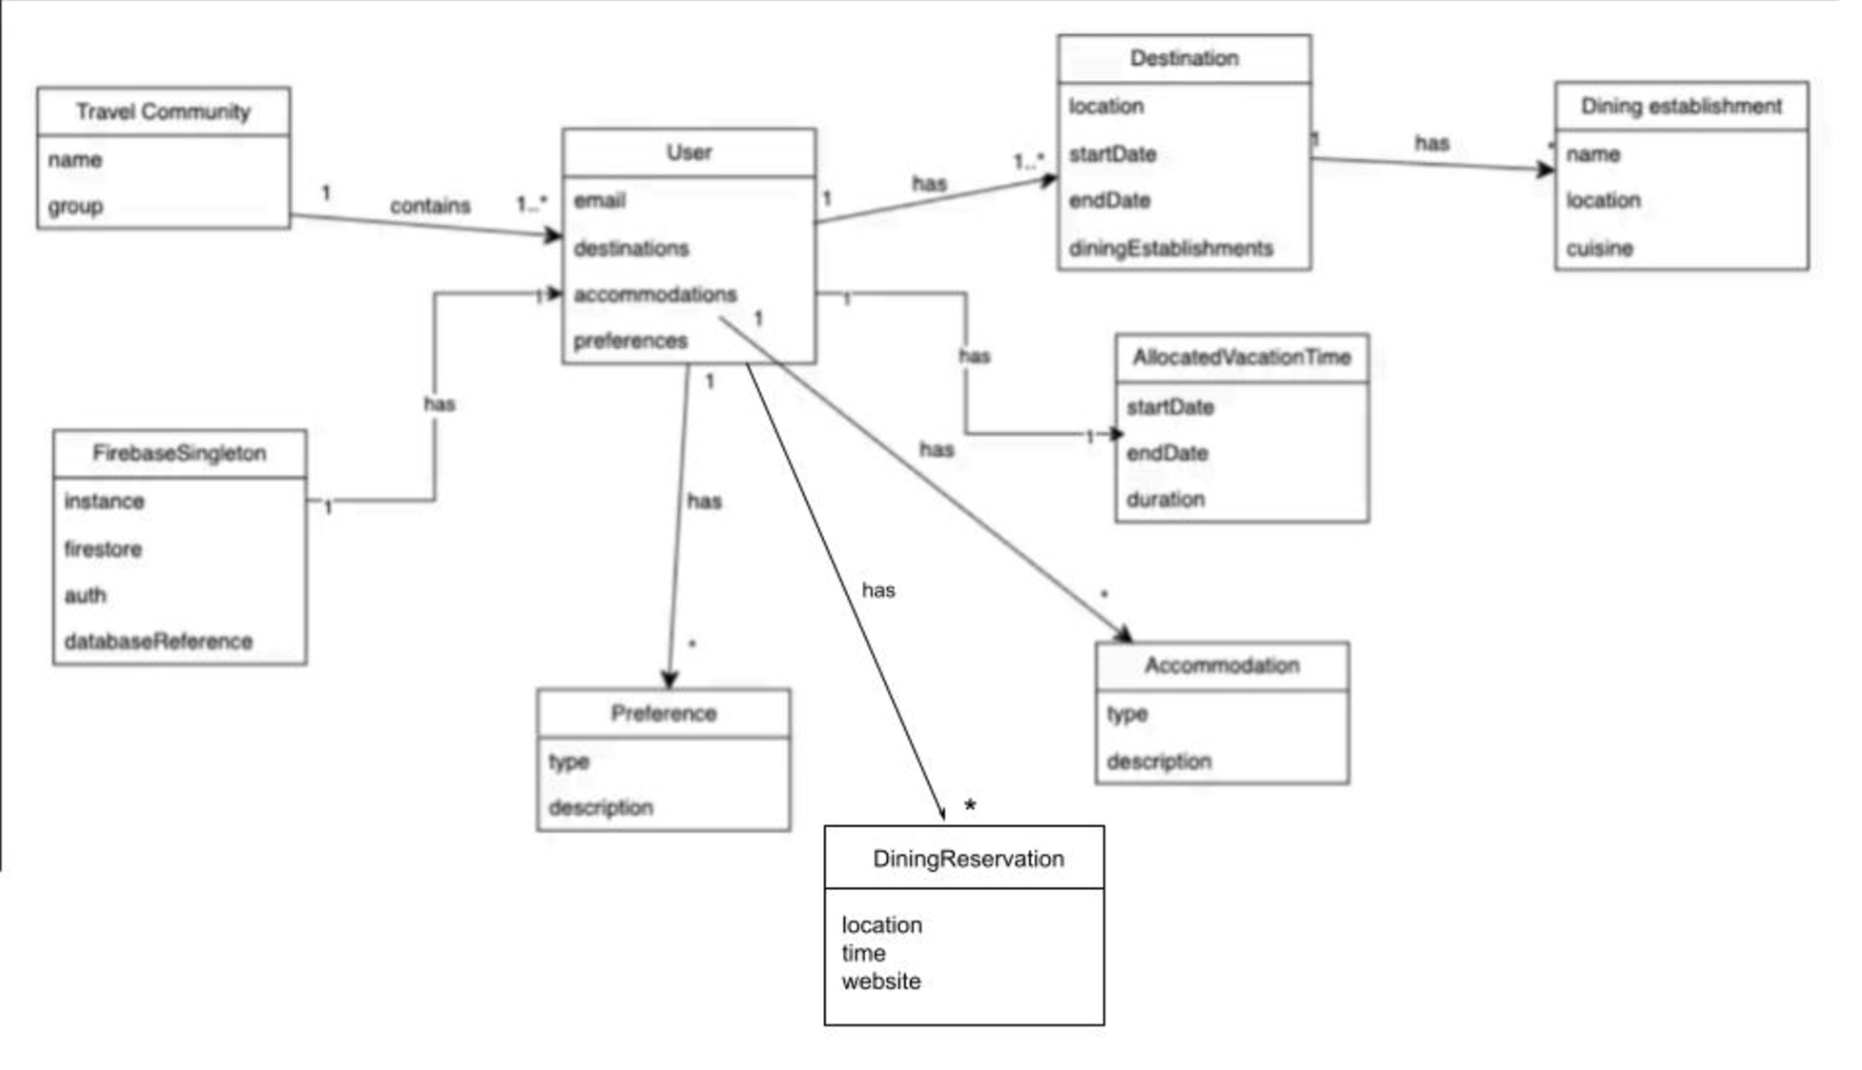 Travel Community
name
group
1
contains
1..*
User
email
destinations
accommodations
preferences
1
has
1..*
Destination
location
startDate
endDate
diningEstablishments
1
has
*
Dining establishment
name
location
cuisine
1
has
1
AllocatedVacationTime
startDate
endDate
duration
1
has
1
FirebaseSingleton
instance
firestore
auth
databaseReference
1
has
*
Preference
type
description
has
*
DiningReservation
location
time
website
1
has
*
Accommodation
type
description